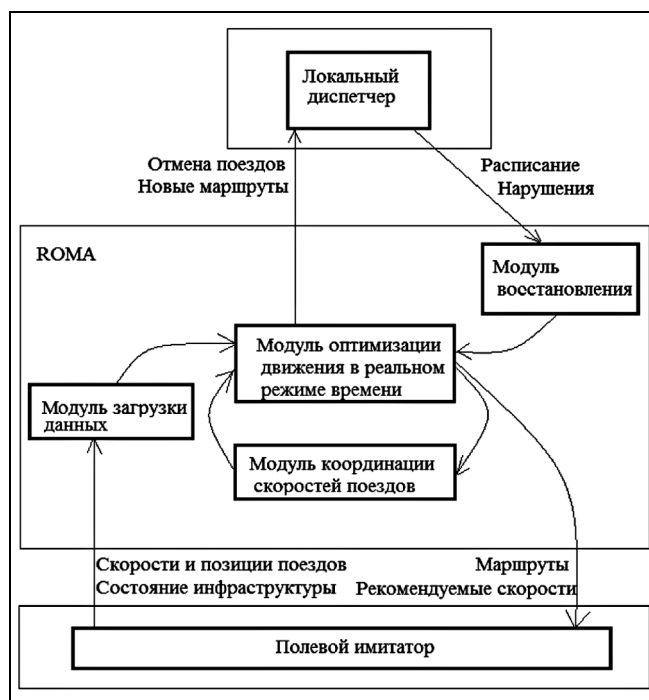 Локальный
диспетчер
Отмена поездов
Новые маршруты
Расписание
Нарушения
ROMA
Модуль
восстановления
Модуль оптимизации
движения в реальном
режиме времени
Модуль загрузки
данных
Модуль координации
скоростей поездов
Скорости и позиции поездов
Состояние инфраструктуры
Маршруты
Рекомендуемые скорости
Полевой имитатор